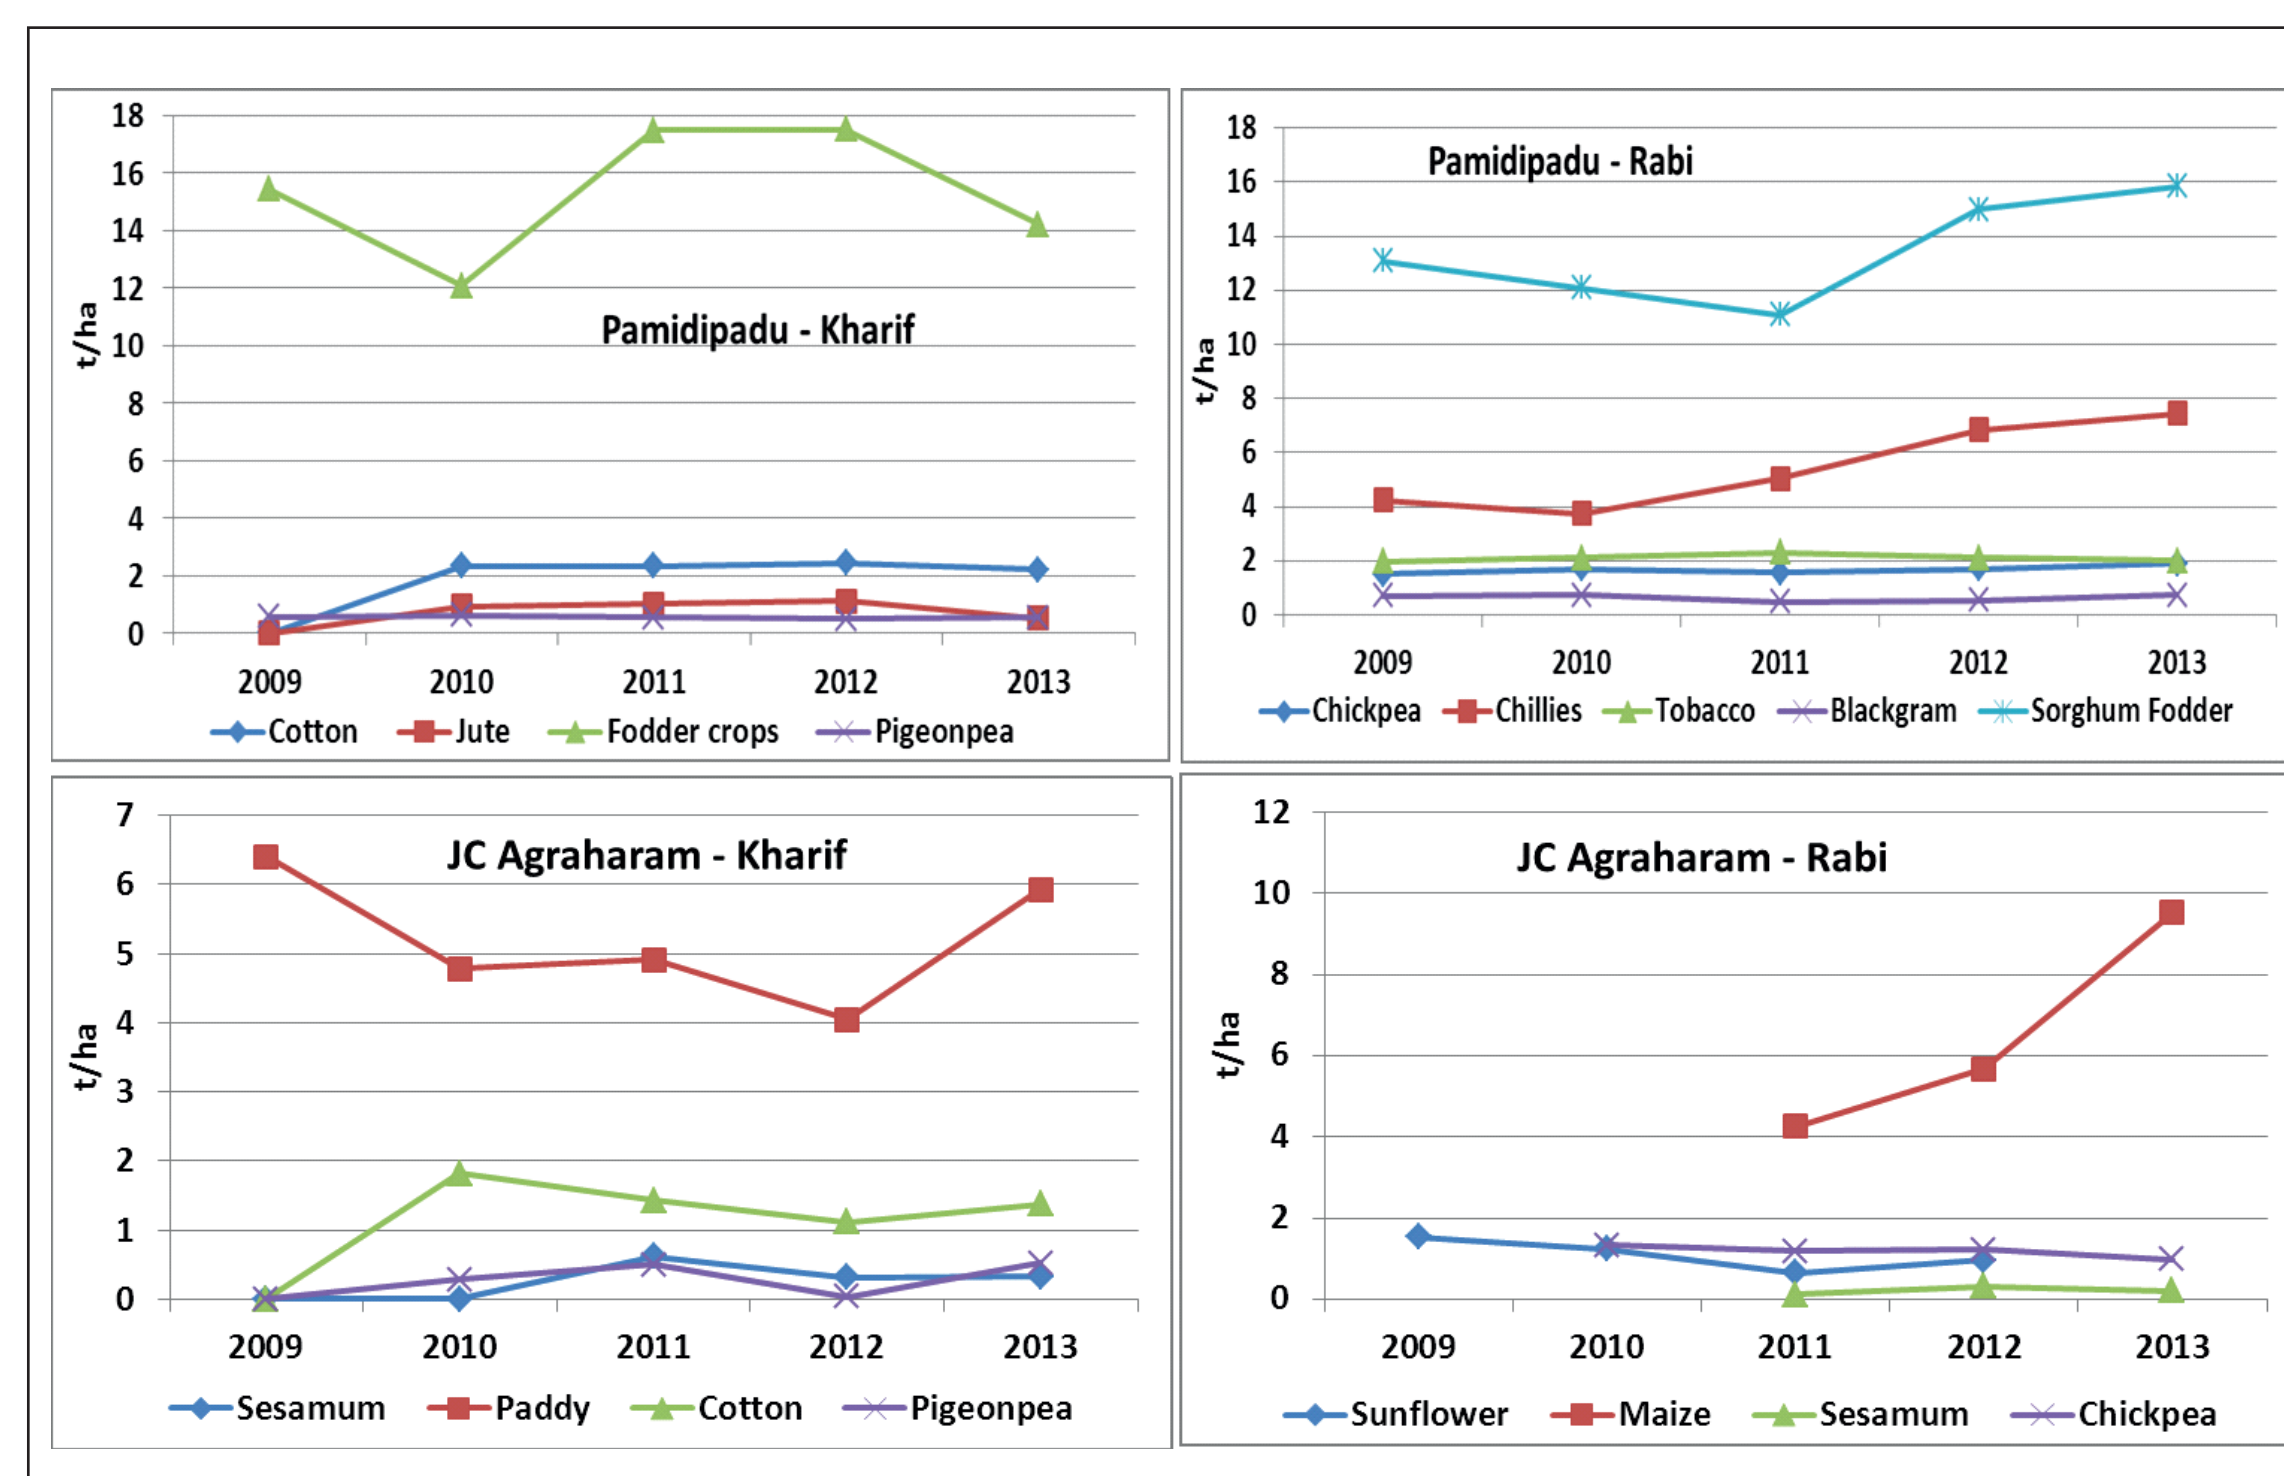 18
16
14
12
10
8
6
4
2
0
t/ha
Pamidipadu - Kharif
2009 2010 2011 2012 2013
Cotton Jute Fodder crops Pigeonpea
18
16
14
12
10
8
6
4
2
0
t/ha
Pamidipadu - Rabi
2009 2010 2011 2012 2013
Chickpea Chillies Tobacco Blackgram Sorghum Fodder
7
6
5
4
3
2
1
0
t/ha
JC Agraharam - Kharif
2009 2010 2011 2012 2013
Sesamum Paddy Cotton Pigeonpea
12
10
8
6
4
2
0
t/ha
JC Agraharam - Rabi
2009 2010 2011 2012 2013
Sunflower Maize Sesamum Chickpea